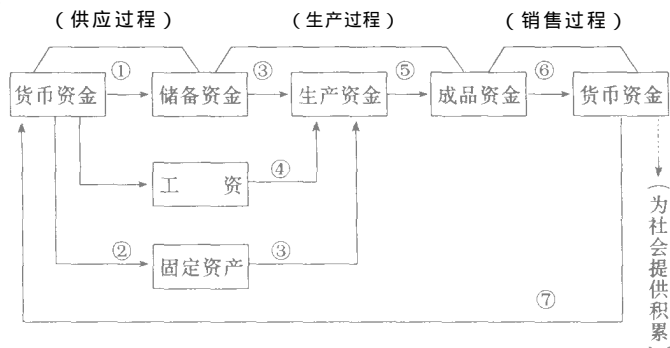 (供应过程) (生产过程) (销售过程)
① ③ ⑤ ⑥
货币资金 储备资金 生产资金 成品资金 货币资金
④
工 资
② ③
固定资产
⑦
(为社会提供积累)